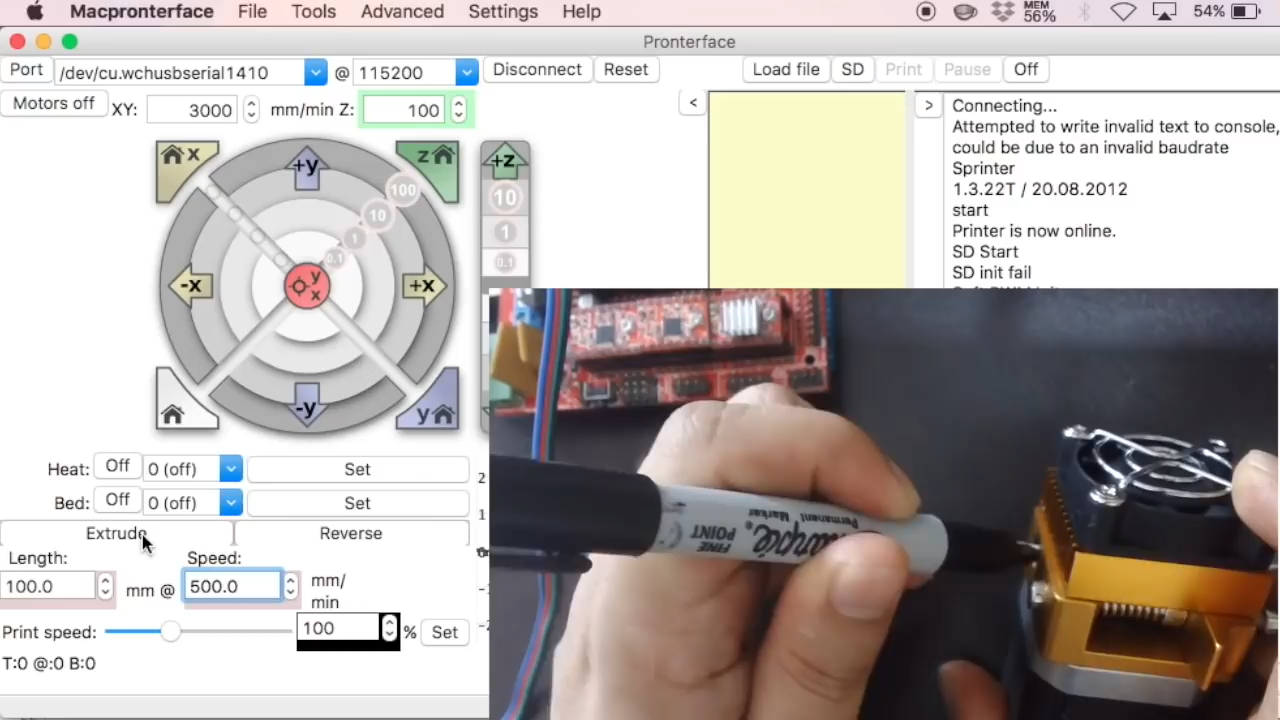 Macpronterface File Tools Advanced Settings Help MEM 56% 54%
Pronterface
Port /dev/cu.wchusbserial1410 @ 115200 Disconnect Reset Load file SD Print Pause Off
Motors off XY: 3000 mm/min Z: 100 < >
x +y z +z
100 10 1 0.1
10 1 0.1
-x y x +x
-y y
Connecting...
Attempted to write invalid text to console,
could be due to an invalid baudrate
Sprinter
1.3.22T / 20.08.2012
start
Printer is now online.
SD Start
SD init fail
Heat: Off 0 (off) Set
Bed: Off 0 (off) Set
Extrude Reverse
Length: Speed:
100.0 mm @ 500.0 mm/
min
Print speed: 100 % Set
T:0 @:0 B:0
FINE
POINT
Sharpie
Permanent
Marker